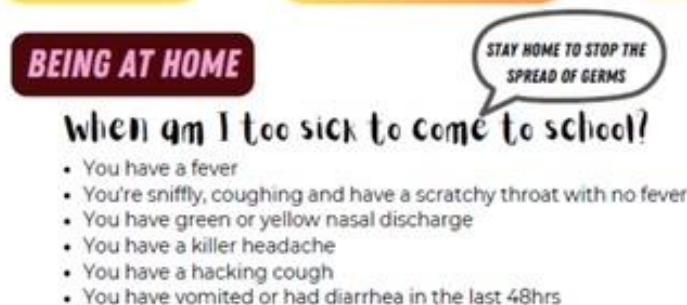 BEING AT HOME
STAY HOME TO STOP THE
SPREAD OF GERMS
When am I too sick to come to school?
• You have a fever
• You're sniffly, coughing and have a scratchy throat with no fever
• You have green or yellow nasal discharge
• You have a killer headache
• You have a hacking cough
• You have vomited or had diarrhea in the last 48hrs